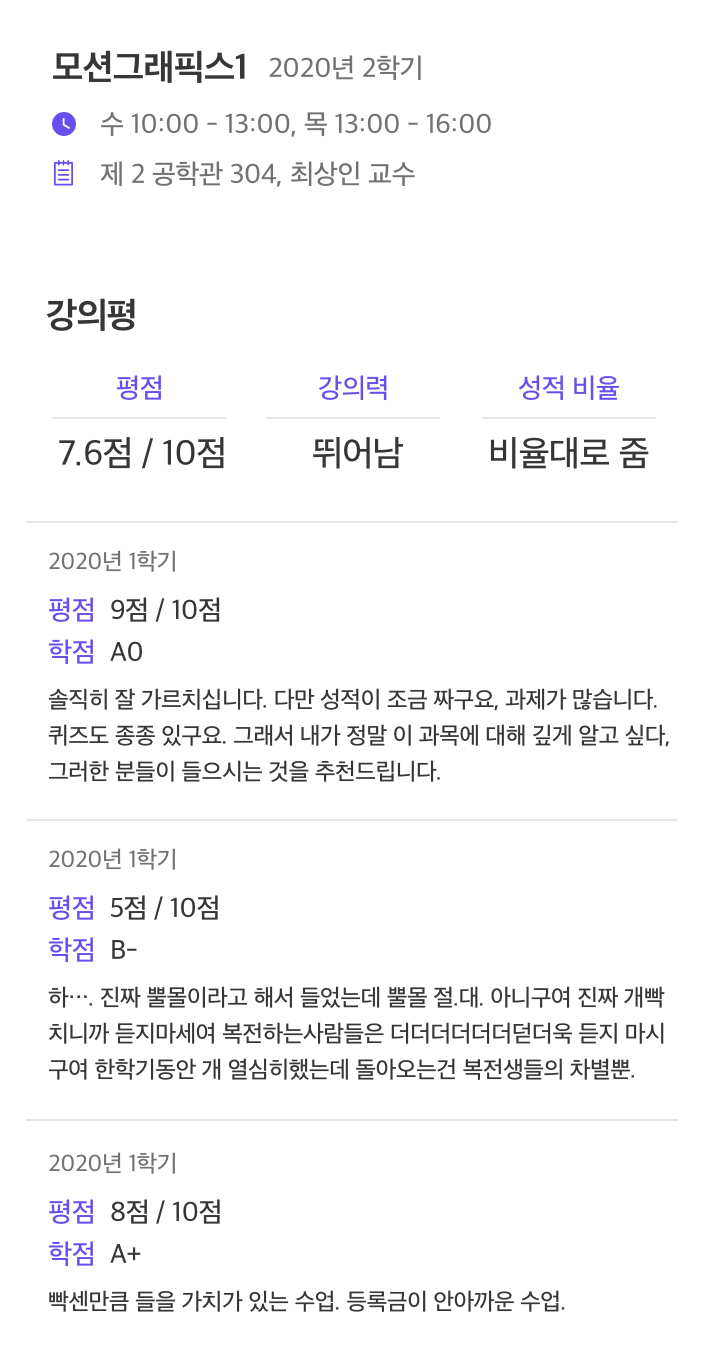 모션그래픽스1 2020년 2학기
수 10:00 - 13:00, 목 13:00 - 16:00
제 2 공학관 304, 최상인 교수
강의평
평점 강의력 성적 비율
7.6점 / 10점 뛰어남 비율대로 줌
2020년 1학기
평점 9점 / 10점
학점 A0
솔직히 잘 가르치십니다. 다만 성적이 조금 짜구요, 과제가 많습니다.
퀴즈도 종종 있구요. 그래서 내가 정말 이 과목에 대해 깊게 알고 싶다,
그러한 분들이 들으시는 것을 추천드립니다.
2020년 1학기
평점 5점 / 10점
학점 B-
하…. 진짜 뿔몰이라고 해서 들었는데 뿔몰 절.대. 아니구여 진짜 개빡
치니까 듣지마세여 복전하는사람들은 더더더더더더덛더욱 듣지 마시
구여 한학기동안 개 열심히했는데 돌아오는건 복전생들의 차별뿐.
2020년 1학기
평점 8점 / 10점
학점 A+
빡센만큼 들을 가치가 있는 수업. 등록금이 안아까운 수업.